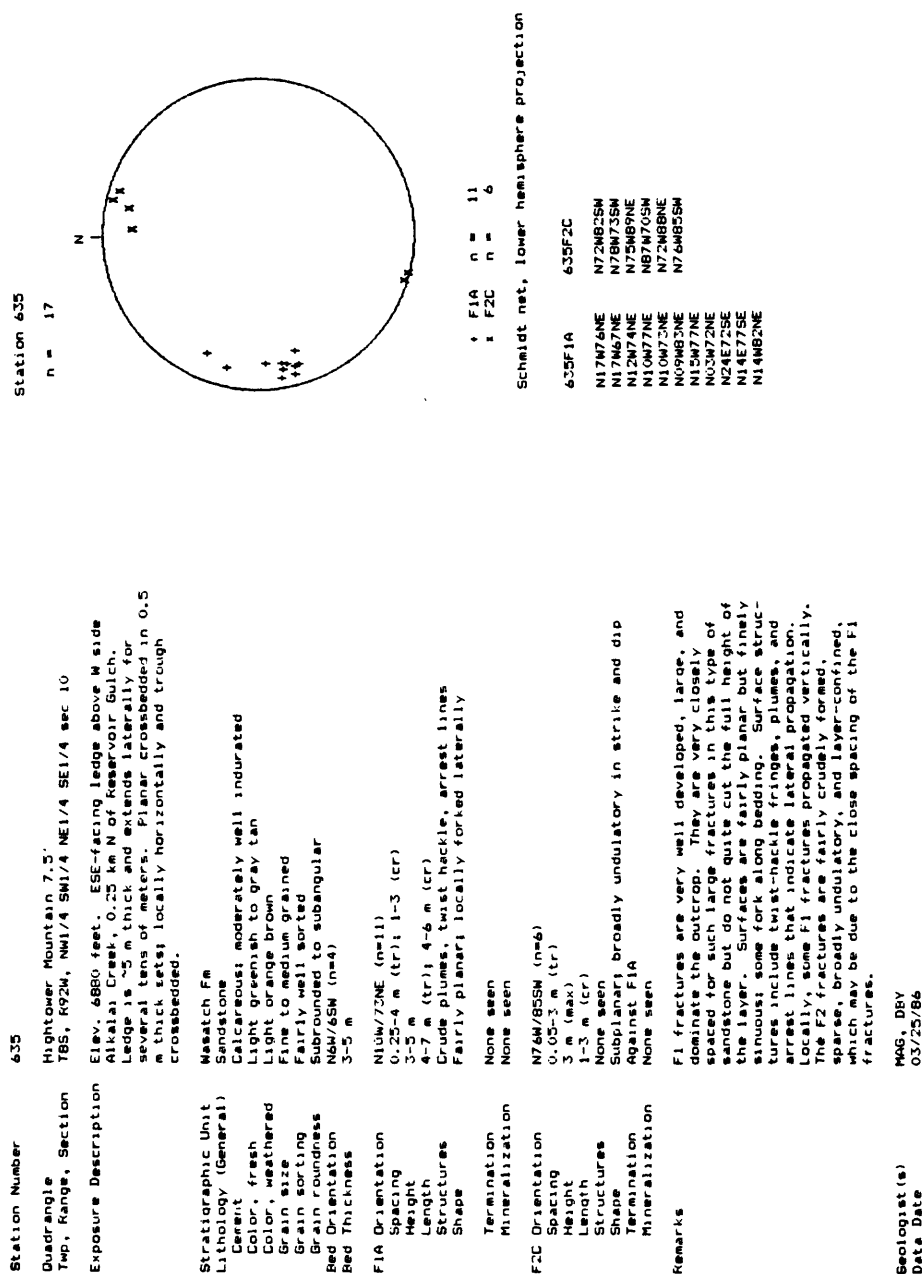 Station Number 635
Quadrangle Hightower Mountain 7.5'
Twp, Range, Section T8S, R92W, NW1/4 SW1/4 NE1/4 SE1/4 sec 10
Exposure Description Elev. 6880 feet. ESE-facing ledge above W side
Alkalai Creek, 0.25 km N of Reservoir Gulch.
Ledge is ~5 m thick and extends laterally for
several tens of meters. Planar crossbedded in 0.5
m thick sets; locally horizontally and trough
crossbedded.
Stratigraphic Unit Wasatch Fm
Lithology (General) Sandstone
Cement Calcareous; moderately well indurated
Color, fresh Light greenish to gray tan
Color, weathered Light orange brown
Grain size Fine to medium grained
Grain sorting Fairly well sorted
Grain roundness Subrounded to subangular
Bed Orientation N6W/6SW (n=4)
Bed Thickness 3-5 m
F1A Orientation N10W/73NE (n=11)
Spacing 0.25-4 m (tr); 1-3 (cr)
Height 3-5 m
Length 4-7 m (tr); 4-6 m (cr)
Structures Crude plumes, twist hackle, arrest lines
Shape Fairly planar; locally forked laterally
Termination None seen
Mineralization None seen
F2C Orientation N76W/85SW (n=6)
Spacing 0.05-3 m (tr)
Height 3 m (max)
Length 1-3 m (cr)
Structures None seen
Shape Subplanar; broadly undulatory in strike and dip
Termination Against F1A
Mineralization None seen
Remarks F1 fractures are very well developed, large, and
dominate the outcrop. They are very closely
spaced for such large fractures in this type of
sandstone but do not quite cut the full height of
the layer. Surfaces are fairly planar but finely
sinuous; some fork along bedding. Surface struc-
tures include twist-hackle fringes, plumes, and
arrest lines that indicate lateral propagation.
Locally, some F1 fractures propagated vertically.
The F2 fractures are fairly crudely formed,
sparse, broadly undulatory, and layer-confined,
which may be due to the close spacing of the F1
fractures.
Geologist(s) MAG, DBY
Data Date 03/25/86
Station 635
n = 17
N
+ F1A n = 11
x F2C n = 6
Schmidt net, lower hemisphere projection
635F1A 635F2C
N17W76NE N72W82SW
N17W67NE N78W73SW
N12W74NE N75W89NE
N10W77NE N87W70SW
N10W73NE N72W88NE
N09W83NE N76W85SW
N15W77NE
N03W72NE
N24E72SE
N14E77SE
N14W82NE